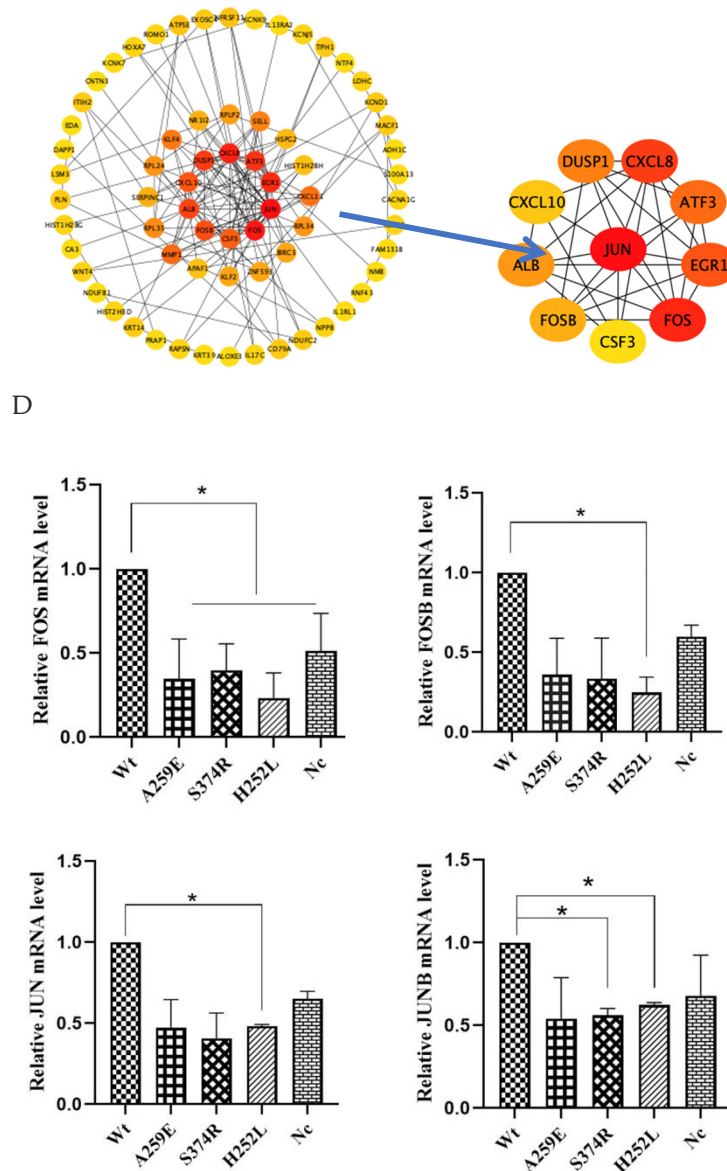 EXOSC4 NFRSF11 KCNK9
ATP5E IL13RA2
ROMO1 KCNJ5
HOXA7 TPH1
KCNK7 NTF4
CNTN3 LDHC
ITIH2 KCND1
EDA MACF1
DAPP1 ADH1C
LSM3 S100A13
PLN CACNA1G
HIST1H2BG
CA3 FAM131B
WNT4 NMB
NDUFB1 RNF43
HIST2H3D IL1RL1
KRT14 NPPB
PRAP1 NDUFC2
RAPSN CD79A
KRT39 ALOXE3 IL17C
RPLP2 SELL
NR1I2 HSPG2
KLF4 HIST1H2BH
RPL24
SERPINC1
RPL35 RPL34
MMP1 BIRC3
APAF1 KLF2 ZNF593
CXCL8
DUSP1 ATF3
CXCL10 EGR1
ALB JUN
FOSB FOS
CSF3
DUSP1 CXCL8
CXCL10 ATF3
JUN
ALB EGR1
FOSB FOS
CSF3
D
Relative FOS mRNA level
1.5
1.0
0.5
0.0
*
Wt A259E S374R H252L Nc
Relative FOSB mRNA level
1.5
1.0
0.5
0.0
*
Wt A259E S374R H252L Nc
Relative JUN mRNA level
1.5
1.0
0.5
0.0
*
Wt A259E S374R H252L Nc
Relative JUNB mRNA level
1.5
1.0
0.5
0.0
*
*
Wt A259E S374R H252L Nc